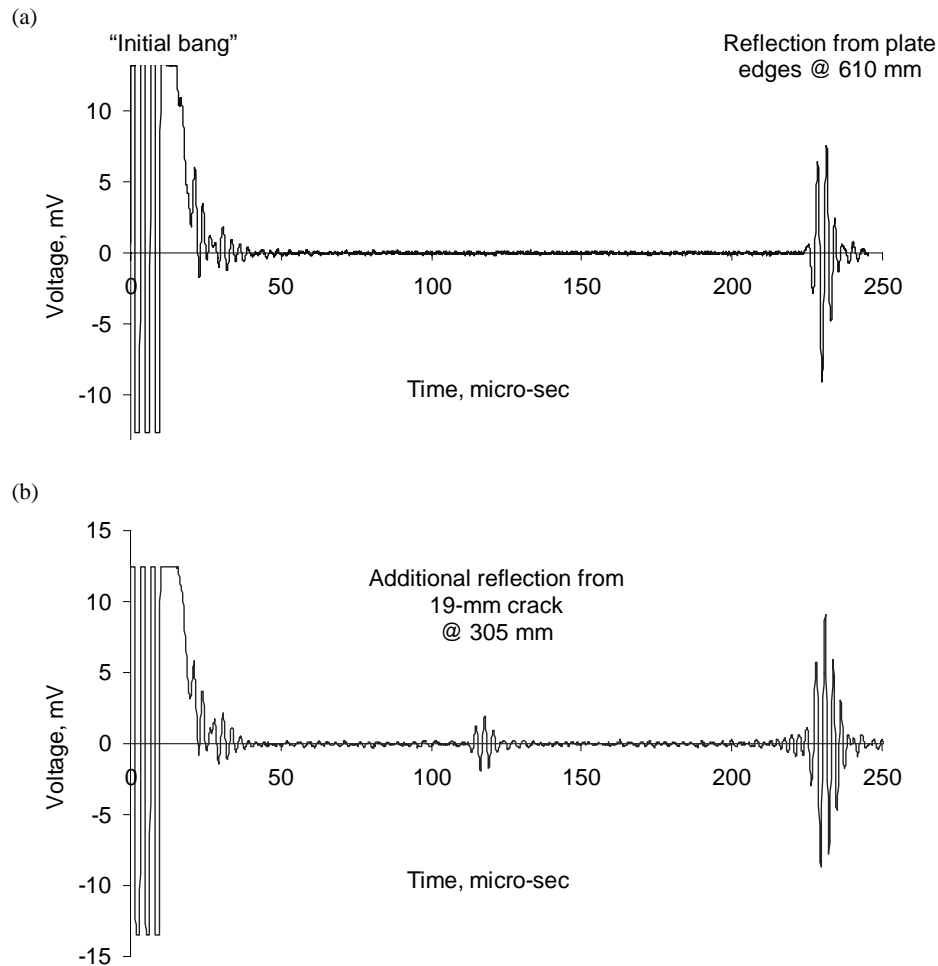 (a)
“Initial bang”
Reflection from plate
edges @ 610 mm
10
5
0
-5
-10
0 50 100 150 200 250
Voltage, mV
Time, micro-sec
(b)
15
10
5
0
-5
-10
-15
Additional reflection from
19-mm crack
@ 305 mm
0 50 100 150 200 250
Voltage, mV
Time, micro-sec